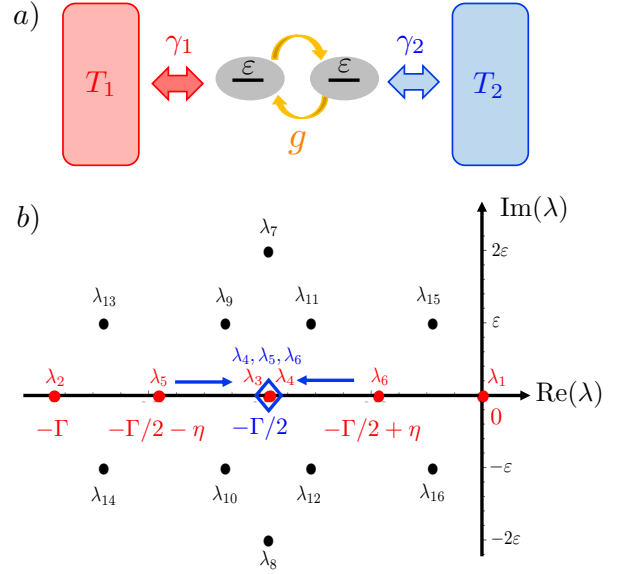 a)
γ₁ γ₂
T₁ ε ε T₂
g
b) Im(λ)
λ₇
2ε
λ₁₃ λ₉ λ₁₁ λ₁₅
ε
λ₄, λ₅, λ₆
λ₂ λ₅ λ₃ λ₄ λ₆ λ₁
Re(λ)
−Γ −Γ/2 − η −Γ/2 −Γ/2 + η 0
−ε
λ₁₄ λ₁₀ λ₁₂ λ₁₆
−2ε
λ₈